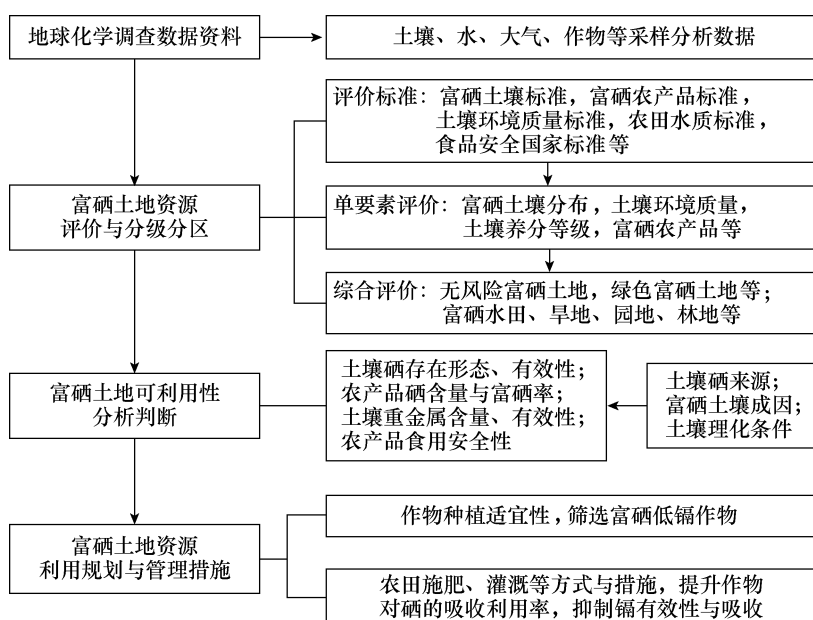 地球化学调查数据资料
土壤、水、大气、作物等采样分析数据
评价标准：富硒土壤标准，富硒农产品标准，
土壤环境质量标准，农田水质标准，
食品安全国家标准等
富硒土地资源
评价与分级分区
单要素评价：富硒土壤分布，土壤环境质量，
土壤养分等级，富硒农产品等
综合评价：无风险富硒土地，绿色富硒土地等；
富硒水田、旱地、园地、林地等
富硒土地可利用性
分析判断
土壤硒存在形态、有效性；
农产品硒含量与富硒率；
土壤重金属含量、有效性；
农产品食用安全性
土壤硒来源；
富硒土壤成因；
土壤理化条件
富硒土地资源
利用规划与管理措施
作物种植适宜性，筛选富硒低镉作物
农田施肥、灌溉等方式与措施，提升作物
对硒的吸收利用率，抑制镉有效性与吸收